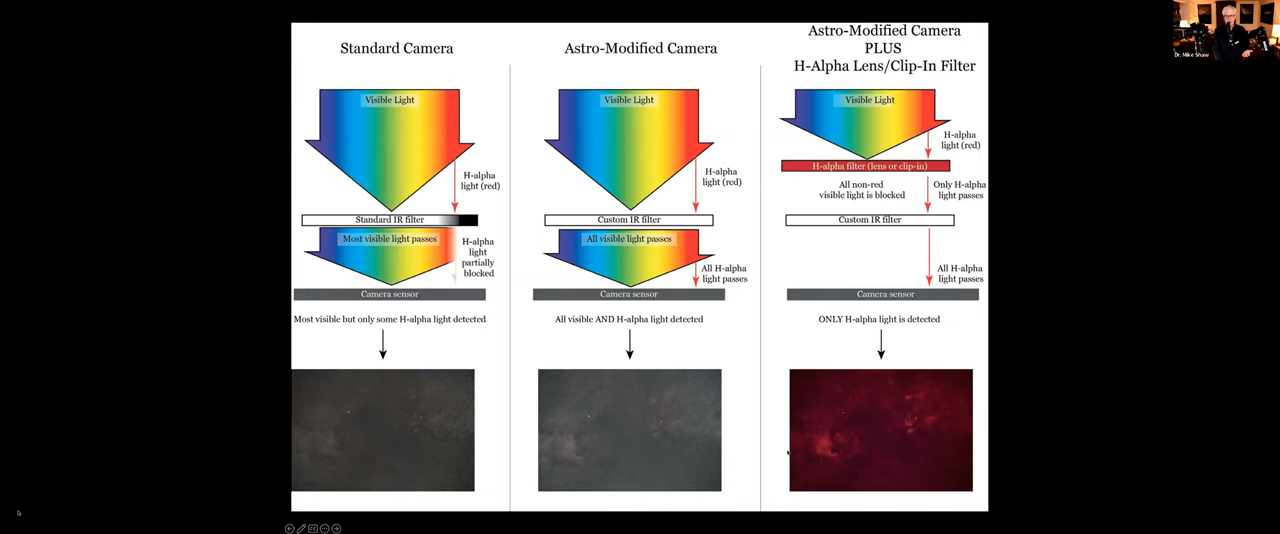 Standard Camera
Visible Light
H-alpha
light (red)
Standard IR filter
Most visible light passes
H-alpha
light
partially
blocked
Camera sensor
Most visible but only some H-alpha light detected
Astro-Modified Camera
Visible Light
H-alpha
light (red)
Custom IR filter
All visible light passes
All H-alpha
light passes
Camera sensor
All visible AND H-alpha light detected
Astro-Modified Camera
PLUS
H-Alpha Lens/Clip-In Filter
Visible Light
H-alpha
light (red)
H-alpha filter (lens or clip-in)
All non-red
visible light is blocked
Only H-alpha
light passes
Custom IR filter
All H-alpha
light passes
Camera sensor
ONLY H-alpha light is detected
Dr. Mike Shaw